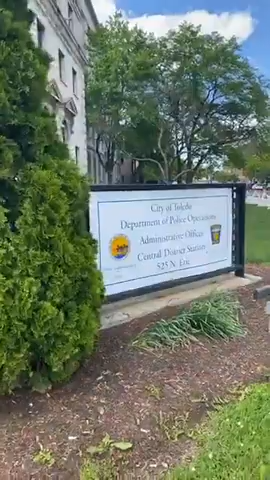 City of Toledo
Department of Police Operations
Administrative Offices
Central District Station
525 N. Erie